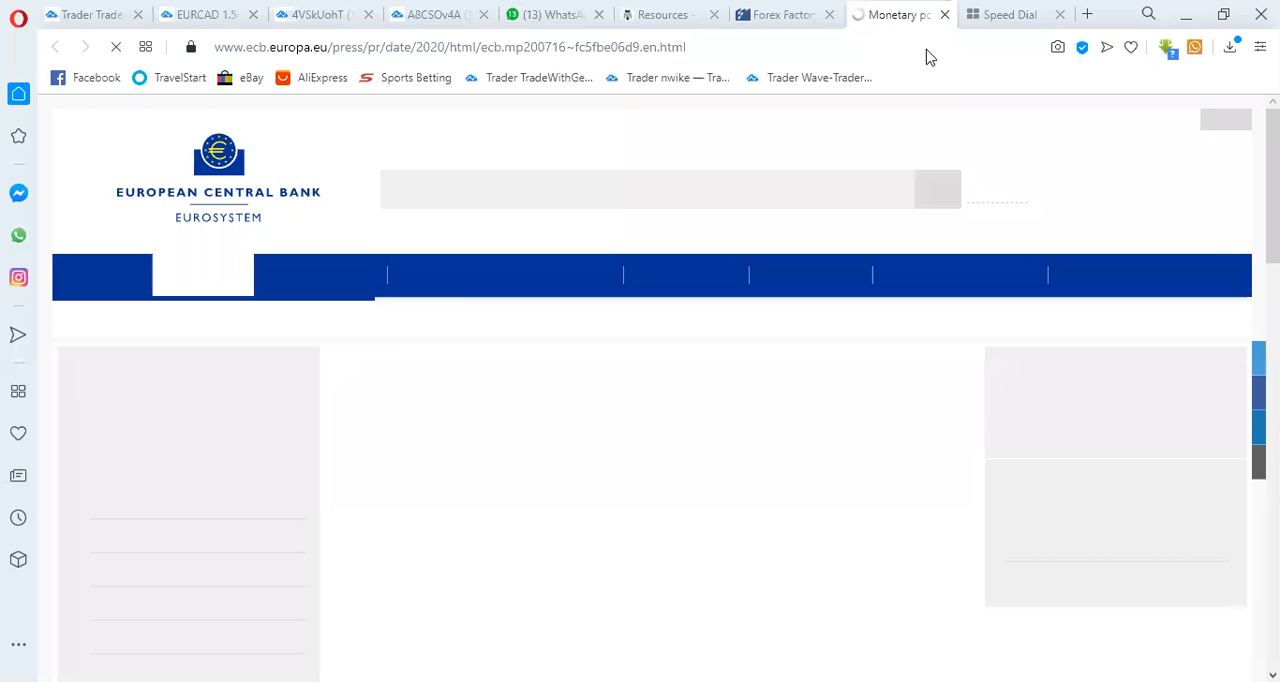 Trader Trade
EURCAD 1.5
4VSkUohT (
A8CSOv4A (
13 (13) WhatsA
Resources -
Forex Factor
Monetary po
Speed Dial
www.ecb.europa.eu/press/pr/date/2020/html/ecb.mp200716~fc5fbe06d9.en.html
Facebook
TravelStart
eBay
AliExpress
Sports Betting
Trader TradeWithGe...
Trader nwike — Tra...
Trader Wave-Trader...
EUROPEAN CENTRAL BANK
EUROSYSTEM